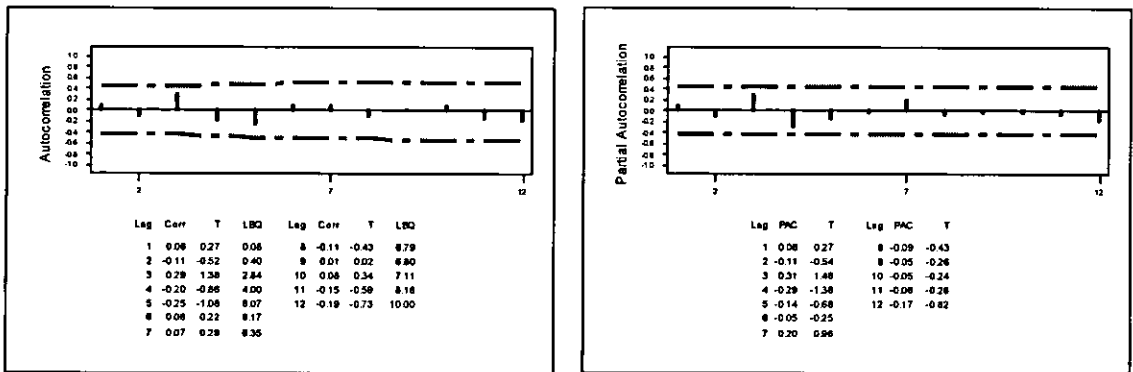 Autocorrelation
1.0
0.8
0.6
0.4
0.2
0.0
-0.2
-0.4
-0.6
-0.8
-1.0
2 7 12
Lag Corr T LBQ Lag Corr T LBQ
1 0.06 0.27 0.08 8 -0.11 -0.43 6.79
2 -0.11 -0.52 0.40 9 0.01 0.02 6.80
3 0.29 1.38 2.84 10 0.08 0.34 7.11
4 -0.20 -0.86 4.00 11 -0.15 -0.59 8.16
5 -0.25 -1.08 6.07 12 -0.19 -0.73 10.00
6 0.06 0.22 6.17
7 0.07 0.29 6.35
Partial Autocorrelation
1.0
0.8
0.6
0.4
0.2
0.0
-0.2
-0.4
-0.6
-0.8
-1.0
2 7 12
Lag PAC T Lag PAC T
1 0.06 0.27 8 -0.09 -0.43
2 -0.11 -0.54 9 -0.05 -0.26
3 0.31 1.48 10 -0.05 -0.24
4 -0.29 -1.38 11 -0.06 -0.26
5 -0.14 -0.68 12 -0.17 -0.82
6 -0.05 -0.25
7 0.20 0.96